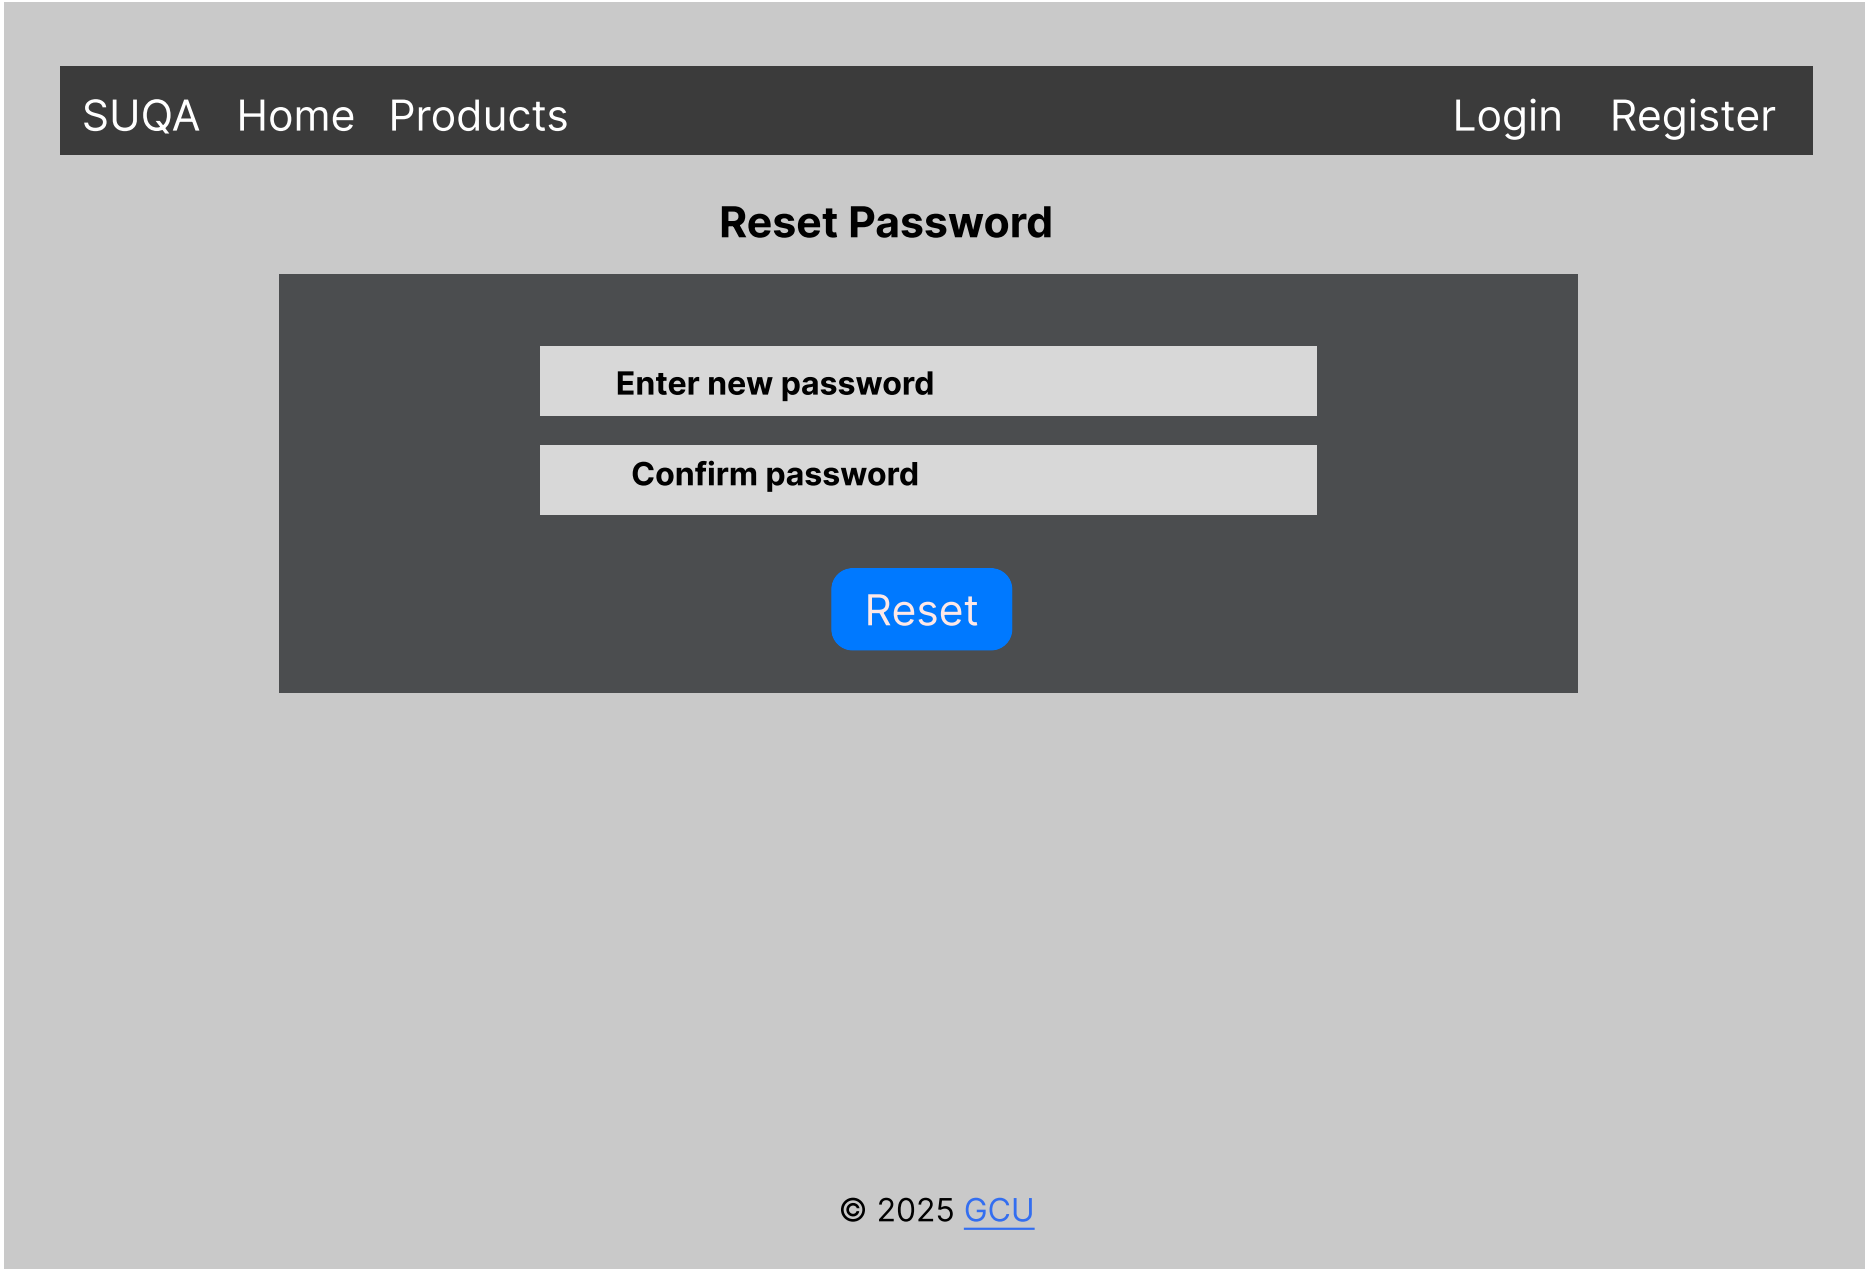 SUQA Home Products Login Register
Reset Password
Enter new password
Confirm password
Reset
© 2025 GCU